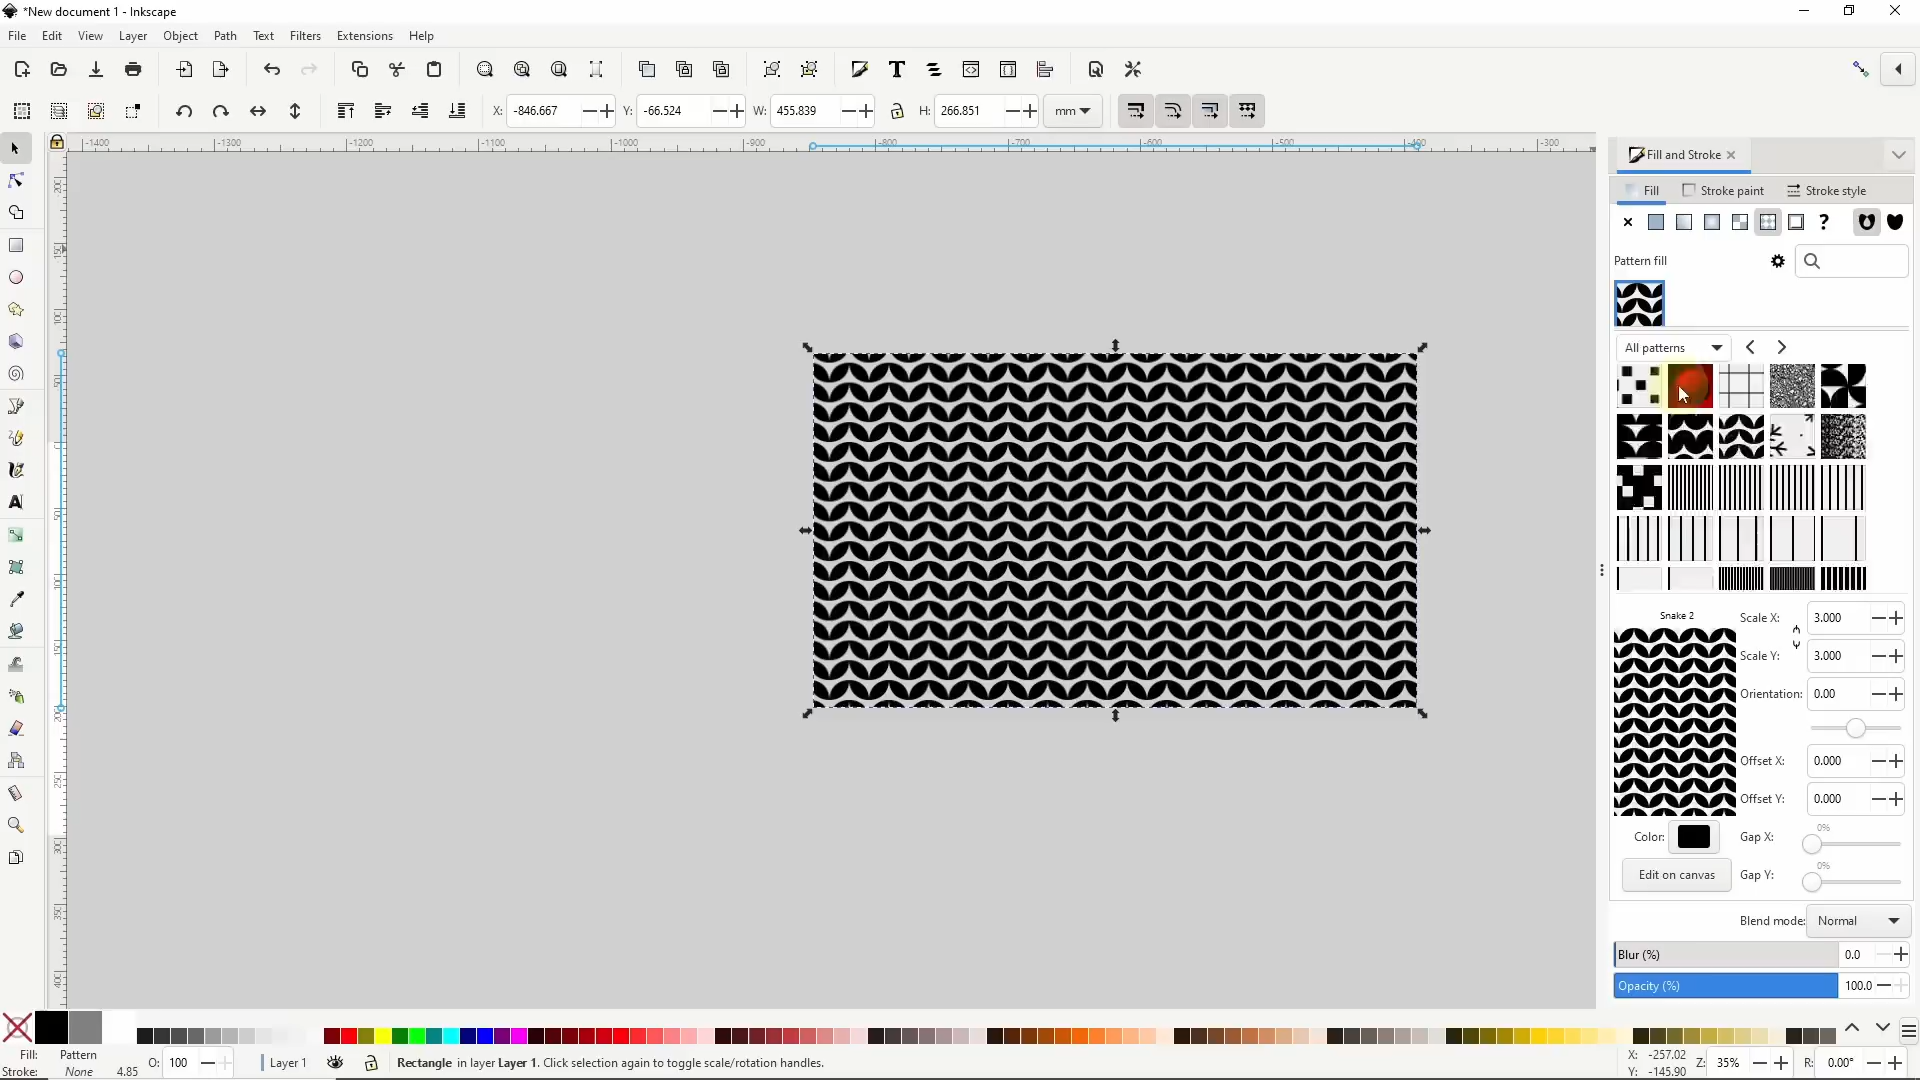 *New document 1 - Inkscape
File Edit View Layer Object Path Text Filters Extensions Help
X: -846.667 Y: -66.524 W: 455.839 H: 266.851 mm
-1400 -1300 -1200 -1100 -1000 -900 -800 -700 -600 -500 -400 -300
Fill and Stroke
Fill Stroke paint Stroke style
Pattern fill
All patterns
Snake 2
Scale X: 3.000
Scale Y: 3.000
Orientation: 0.00
Offset X: 0.000
Offset Y: 0.000
Color: Gap X: 0%
Edit on canvas Gap Y: 0%
Blend mode: Normal
Blur (%) 0.0
Opacity (%) 100.0
Fill: Pattern
Stroke: None 4.85
O: 100 Layer 1 Rectangle in layer Layer 1. Click selection again to toggle scale/rotation handles.
X: -257.02
Y: -145.90
Z: 35% R: 0.00°